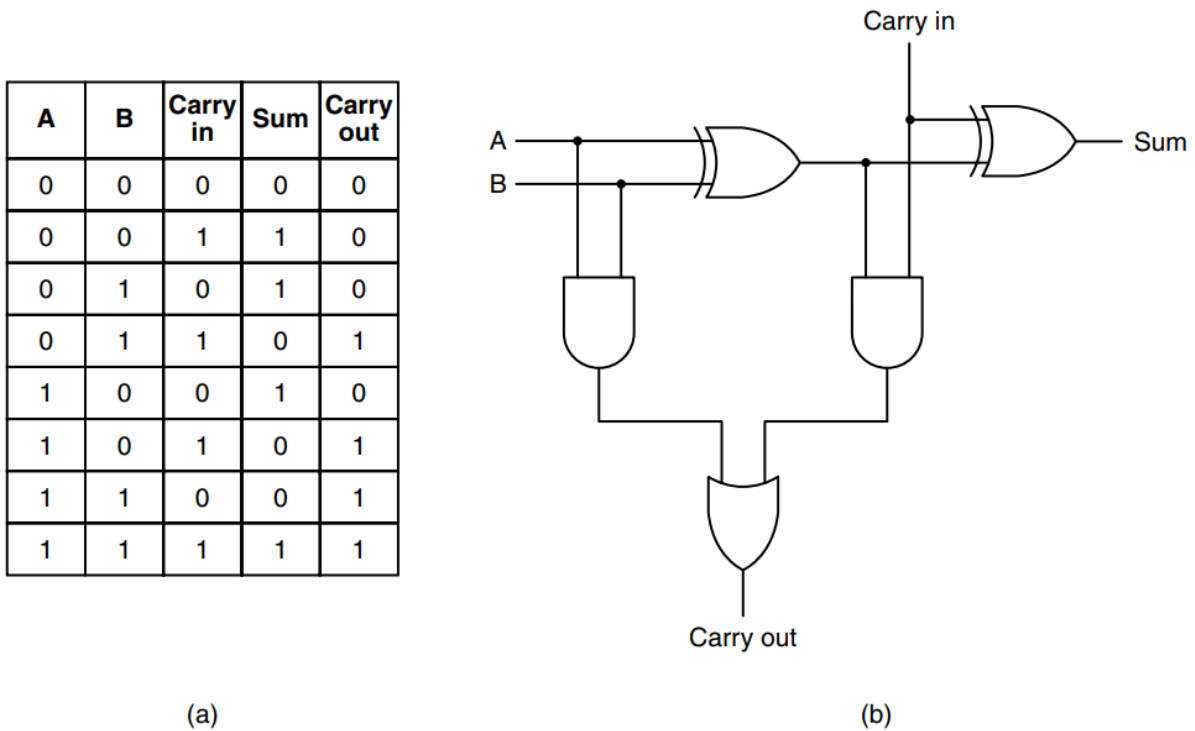 A B Carry in Sum Carry out
0 0 0 0 0
0 0 1 1 0
0 1 0 1 0
0 1 1 0 1
1 0 0 1 0
1 0 1 0 1
1 1 0 0 1
1 1 1 1 1
(a)
Carry in
A
B
Sum
Carry out
(b)